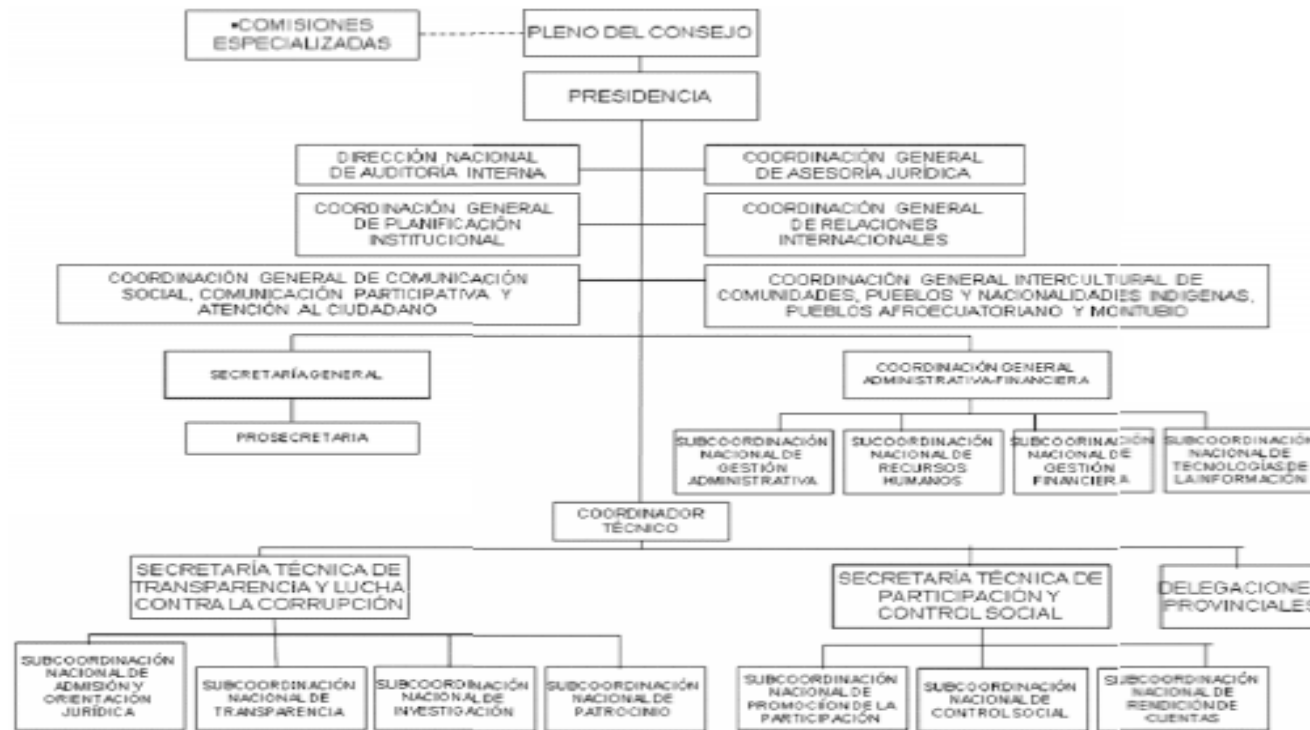 •COMISIONES
ESPECIALIZADAS
PLENO DEL CONSEJO
PRESIDENCIA
DIRECCIÓN NACIONAL
DE AUDITORÍA INTERNA
COORDINACIÓN GENERAL
DE ASESORÍA JURÍDICA
COORDINACIÓN GENERAL
DE PLANIFICACIÓN
INSTITUCIONAL
COORDINACIÓN GENERAL
DE RELACIONES
INTERNACIONALES
COORDINACIÓN GENERAL DE COMUNICACIÓN
SOCIAL, COMUNICACIÓN PARTICIPATIVA Y
ATENCIÓN AL CIUDADANO
COORDINACIÓN GENERAL INTERCULTURAL DE
COMUNIDADES, PUEBLOS Y NACIONALIDADES INDIGENAS,
PUEBLOS AFROECUATORIANO Y MONTUBIO
SECRETARÍA GENERAL
COORDINACIÓN GENERAL
ADMINISTRATIVA-FINANCIERA
PROSECRETARIA
SUBCOORDINACIÓN
NACIONAL DE
GESTIÓN
ADMINISTRATIVA
SUCOORDINACIÓN
NACIONAL DE
RECURSOS
HUMANOS
SUBCOORINACIÓN
NACIONAL DE
GESTIÓN
FINANCIERA
SUBCOORDINACIÓN
NACIONAL DE
TECNOLOGÍAS DE
LA INFORMACIÓN
COORDINADOR
TÉCNICO
SECRETARÍA TÉCNICA DE
TRANSPARENCIA Y LUCHA
CONTRA LA CORRUPCIÓN
SECRETARÍA TÉCNICA DE
PARTICIPACIÓN Y
CONTROL SOCIAL
DELEGACIONE
PROVINCIALES
SUBCOORDINACIÓN
NACIONAL DE
ADMISIÓN Y
ORIENTACIÓN
JURÍDICA
SUBCOORDINACIÓN
NACIONAL DE
TRANSPARENCIA
SUBCOORDINACIÓN
NACIONAL DE
INVESTIGACIÓN
SUBCOORDINACIÓN
NACIONAL DE
PATROCINIO
SUBCOORDINACIÓN
NACIONAL DE
PROMOCIÓN DE LA
PARTICIPACIÓN
SUBCOORDINACIÓN
NACIONAL DE
CONTROL SOCIAL
SUBCOORDINACIÓN
NACIONAL DE
RENDICIÓN DE
CUENTAS